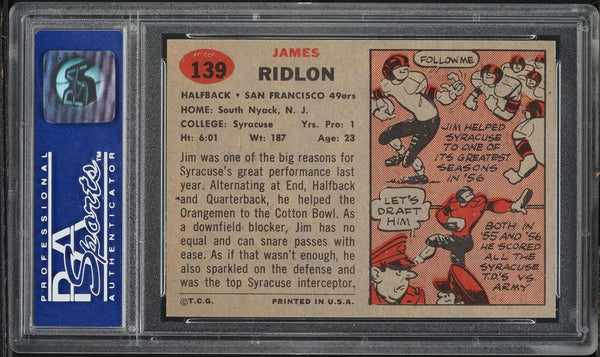 PROFESSIONAL
PSA
Sports™
AUTHENTICATOR
PSA
139
JAMES
RIDLON
HALFBACK • SAN FRANCISCO 49ers
HOME: South Nyack, N. J.
COLLEGE: Syracuse Yrs. Pro: 1
Ht: 6:01 Wt: 187 Age: 23
Jim was one of the big reasons for
Syracuse's great performance last
year. Alternating at End, Halfback
and Quarterback, he helped the
Orangemen to the Cotton Bowl. As
a downfield blocker, Jim has no
equal and can snare passes with
ease. As if that wasn't enough, he
also sparkled on the defense and
was the top Syracuse interceptor.
©T.C.G. PRINTED IN U.S.A.
FOLLOW ME
JIM HELPED
SYRACUSE
TO ONE OF
ITS GREATEST
SEASONS
IN '56
LET'S
DRAFT
HIM
BOTH IN
'55 AND '56
HE SCORED
ALL THE
SYRACUSE
T.D.'S VS
ARMY